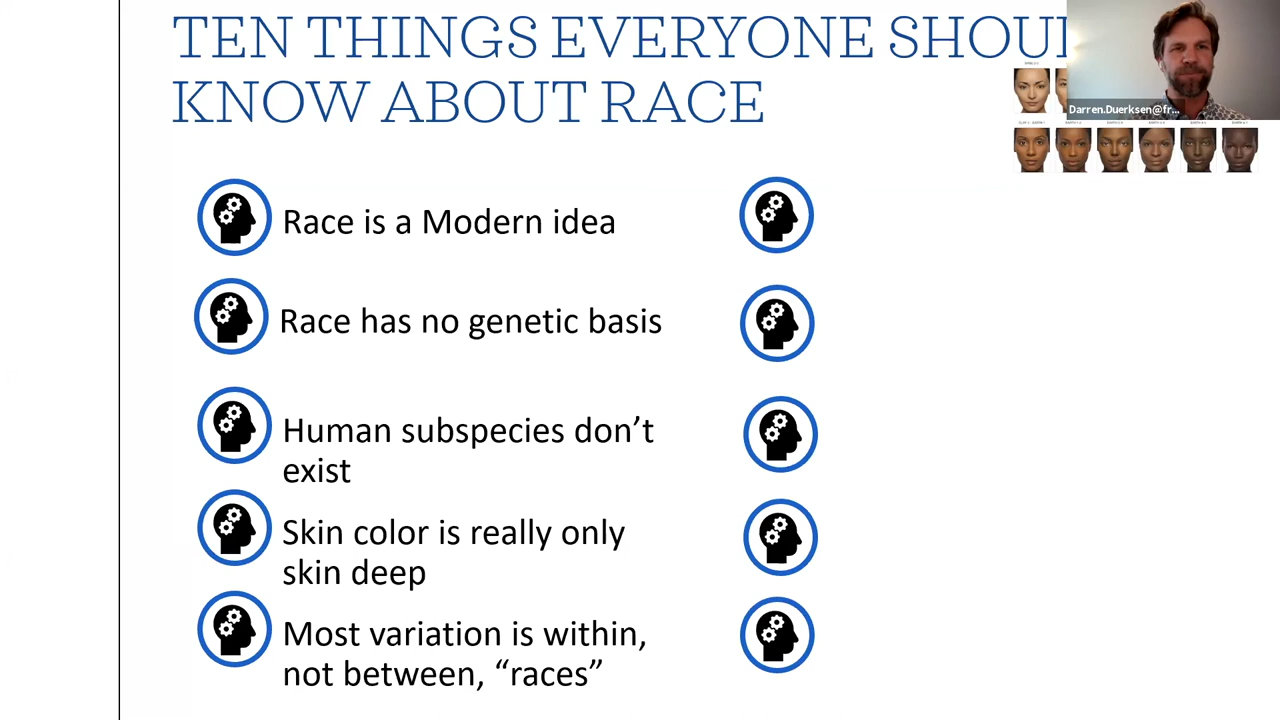 TEN THINGS EVERYONE SHOU
KNOW ABOUT RACE
Darren.Duerksen@fr...
Race is a Modern idea
Race has no genetic basis
Human subspecies don’t
exist
Skin color is really only
skin deep
Most variation is within,
not between, “races”